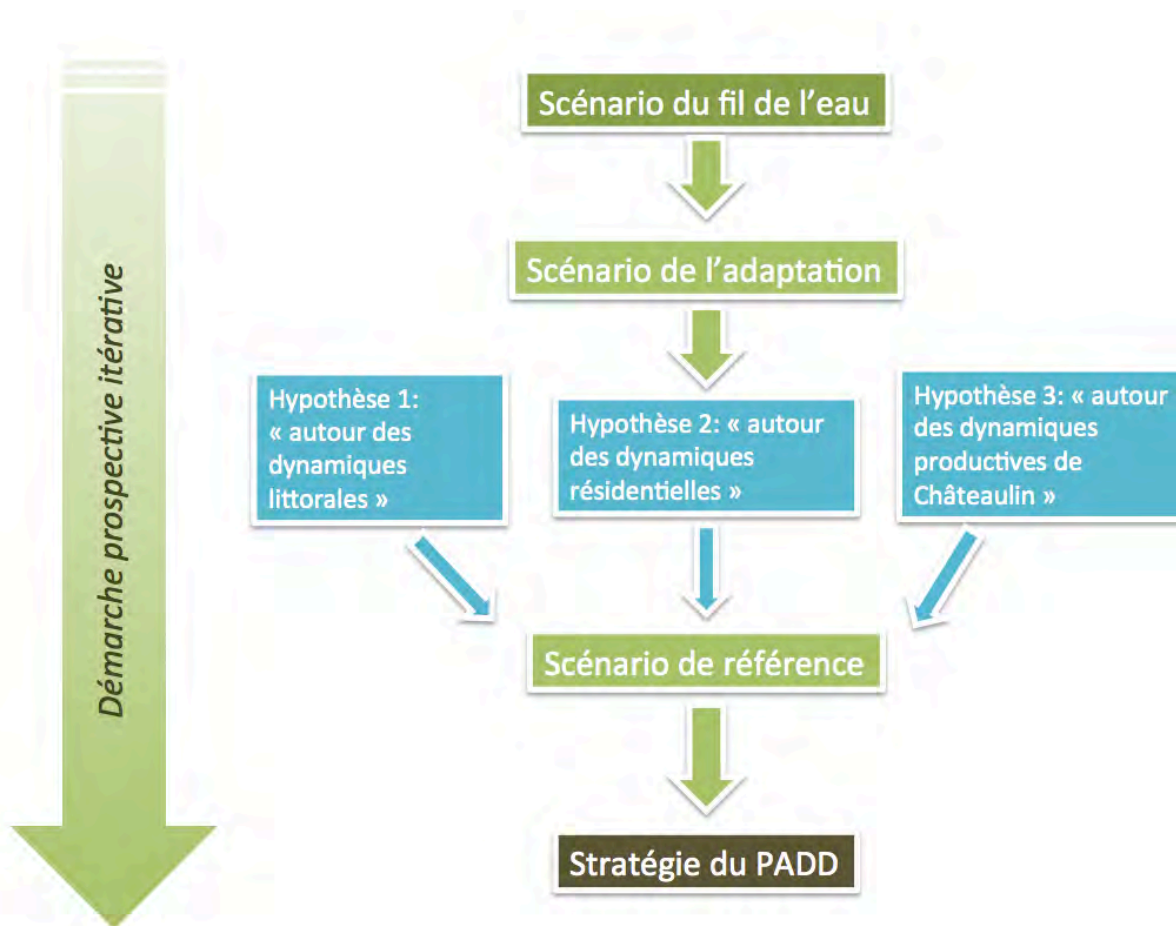 Démarche prospective itérative
Scénario du fil de l'eau
Scénario de l'adaptation
Hypothèse 1:
« autour des
dynamiques
littorales »
Hypothèse 2: « autour
des dynamiques
résidentielles »
Hypothèse 3: « autour
des dynamiques
productives de
Châteaulin »
Scénario de référence
Stratégie du PADD